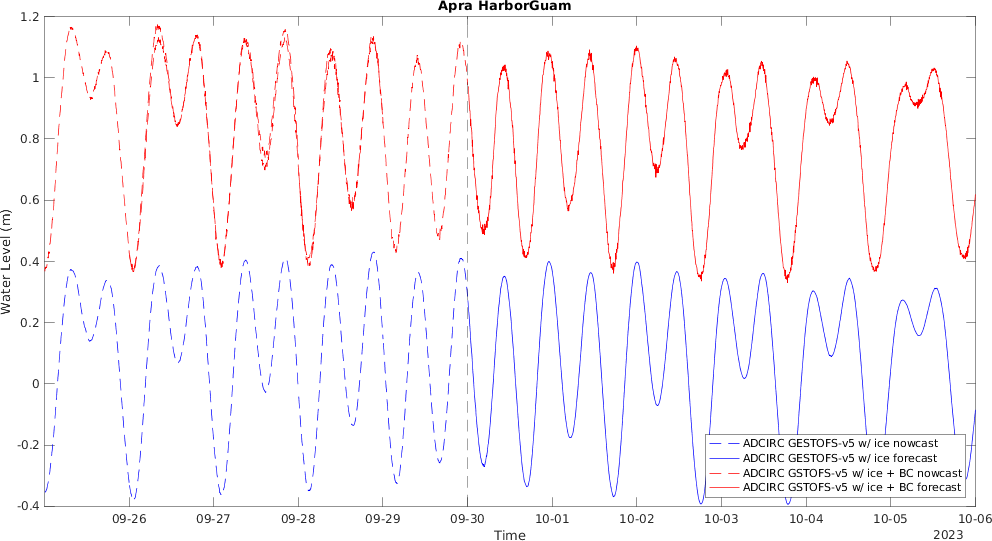 Apra HarborGuam
1.2
1
0.8
0.6
0.4
0.2
0
-0.2
-0.4
Water Level (m)
ADCIRC GESTOFS-v5 w/ ice nowcast
ADCIRC GESTOFS-v5 w/ ice forecast
ADCIRC GSTOFS-v5 w/ ice + BC nowcast
ADCIRC GSTOFS-v5 w/ ice + BC forecast
09-26 09-27 09-28 09-29 09-30 10-01 10-02 10-03 10-04 10-05 10-06
Time
2023